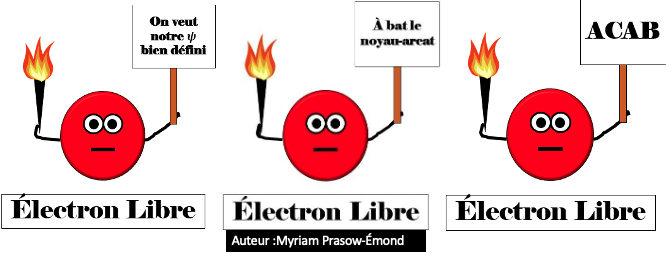 On veut
notre ψ
bien défini
Électron Libre
À bat le
noyau-arcat
Électron Libre
Auteur :Myriam Prasow-Émond
ACAB
Électron Libre